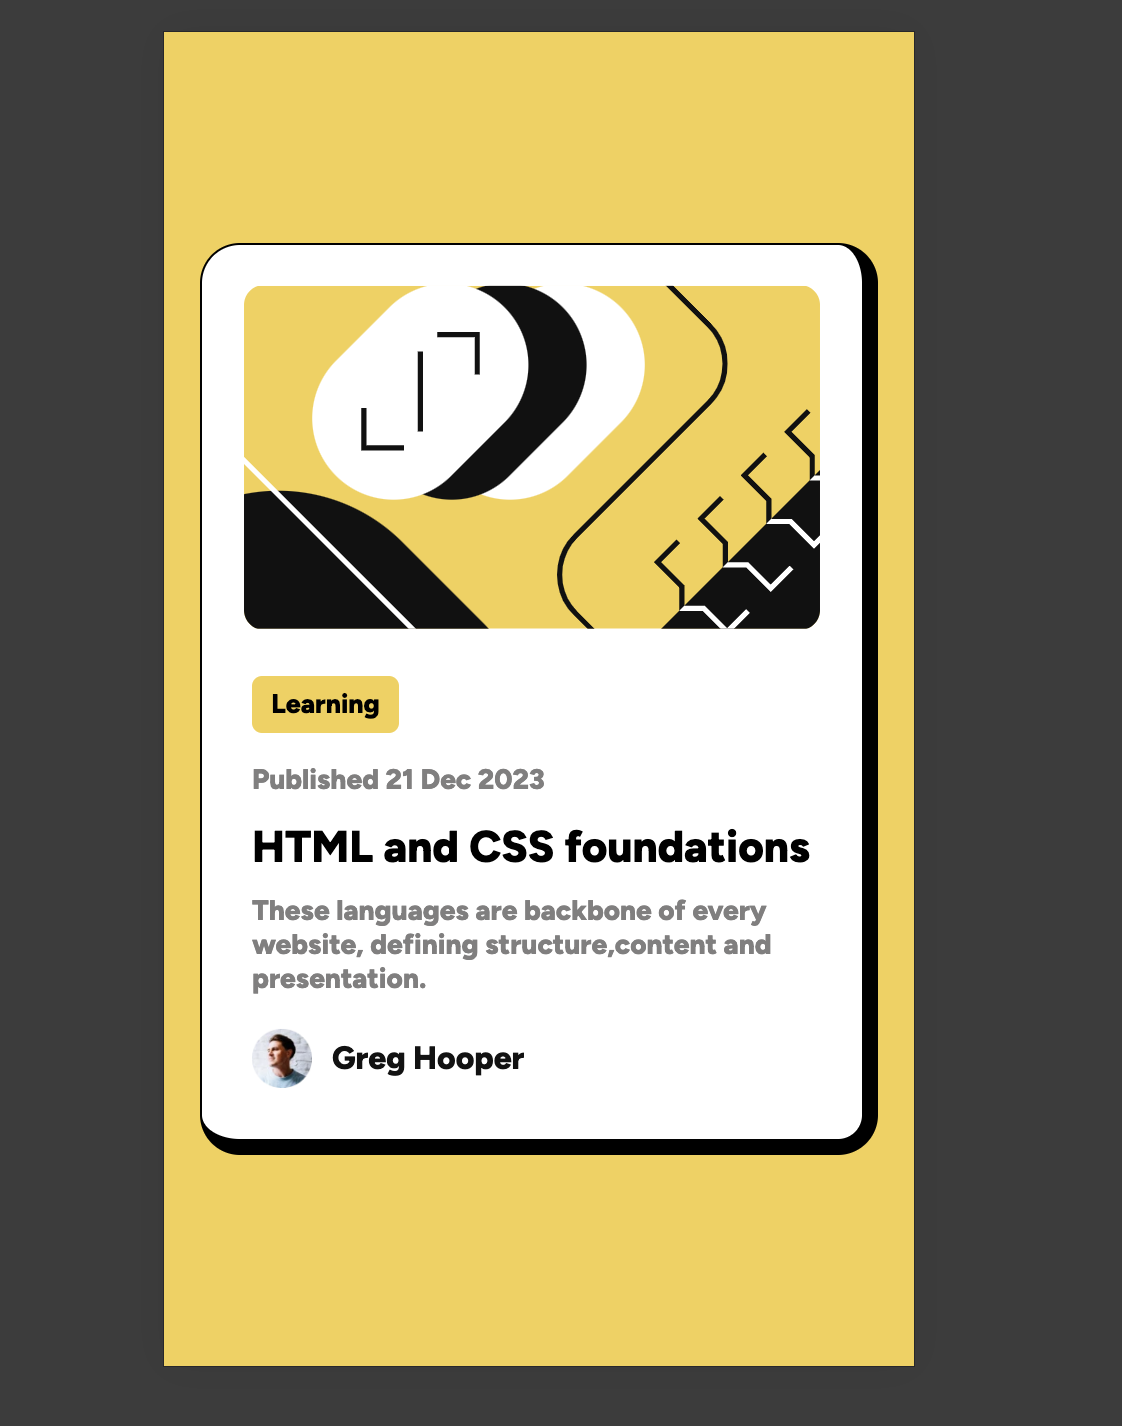 Learning
Published 21 Dec 2023
HTML and CSS foundations
These languages are backbone of every
website, defining structure,content and
presentation.
Greg Hooper